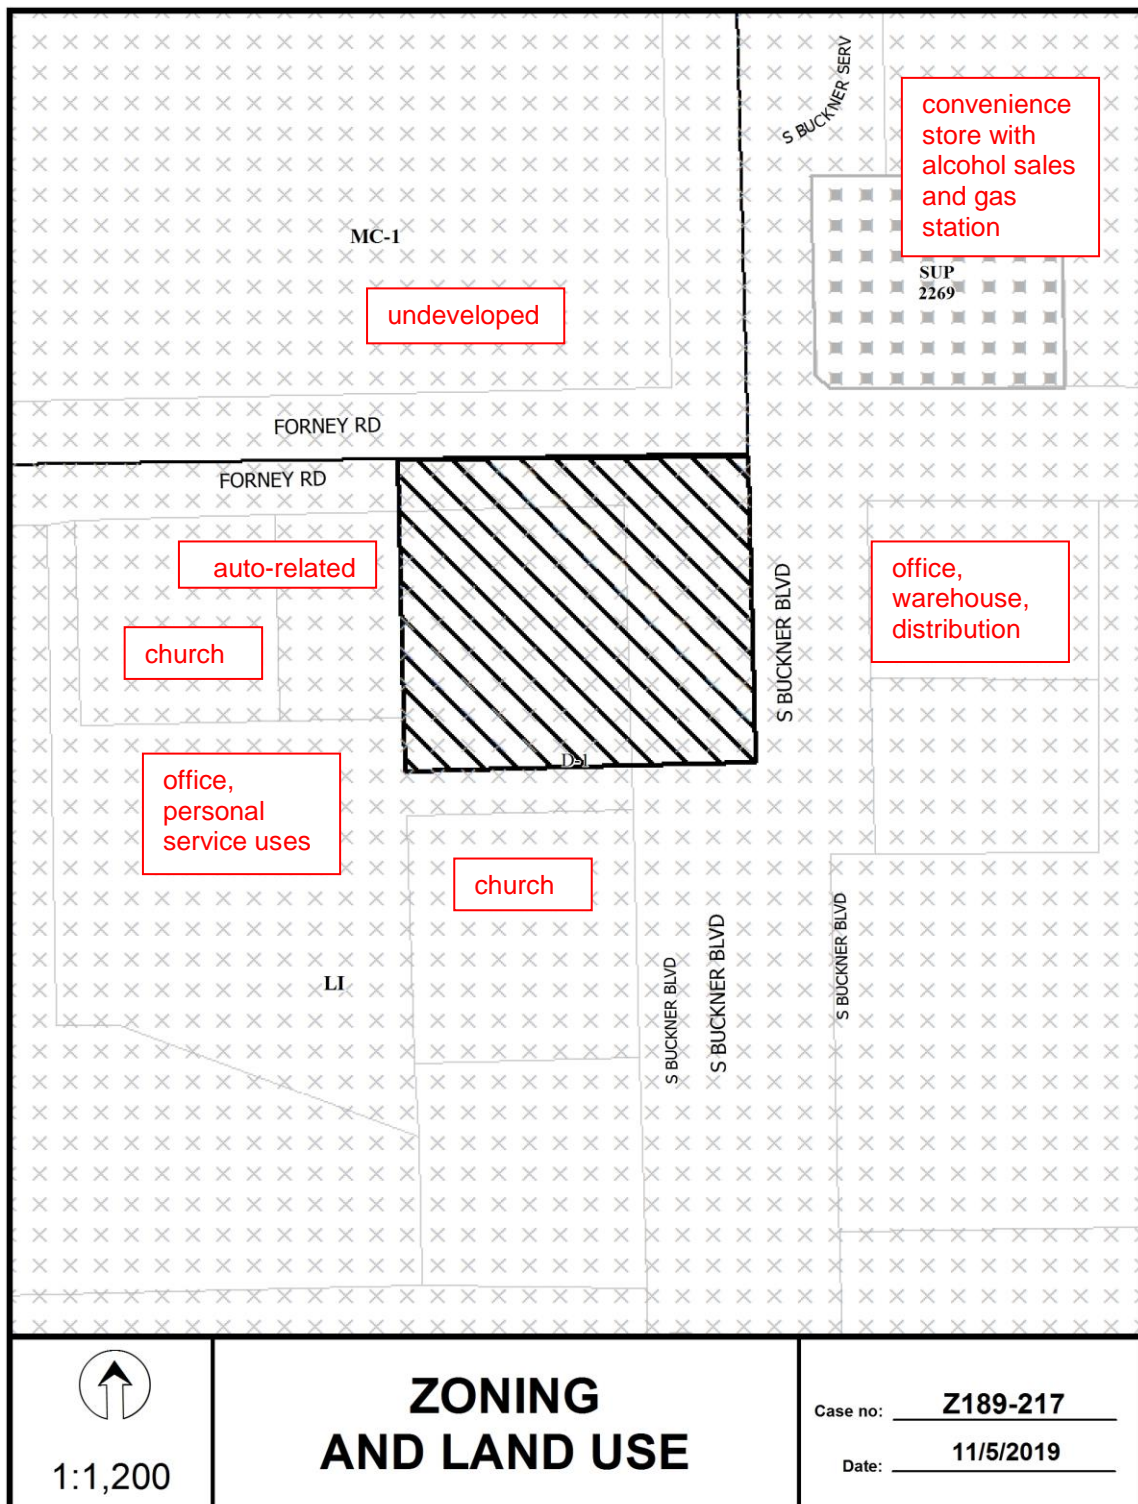 S BUCKNER SERV
convenience
store with
alcohol sales
and gas
station
MC-1
SUP
2269
undeveloped
FORNEY RD
FORNEY RD
auto-related
church
S BUCKNER BLVD
office,
warehouse,
distribution
D-1
office,
personal
service uses
church
LI
S BUCKNER BLVD
S BUCKNER BLVD
S BUCKNER BLVD
1:1,200
ZONING
AND LAND USE
Case no: Z189-217
Date: 11/5/2019